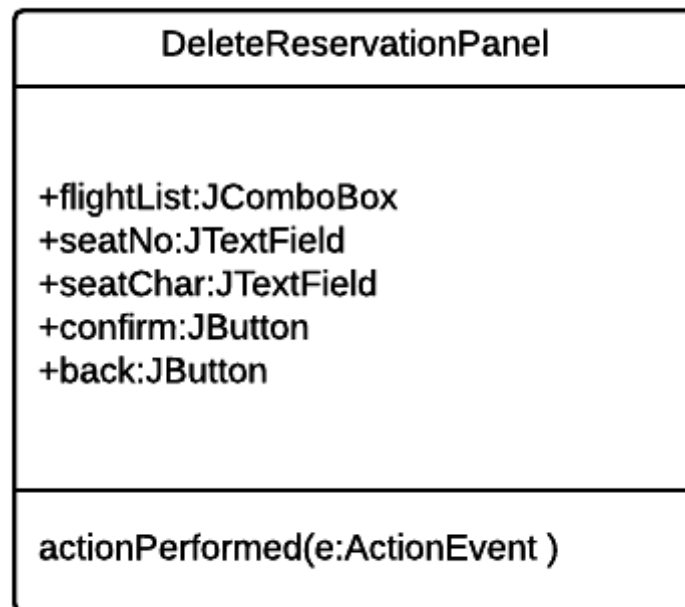 DeleteReservationPanel
+flightList:JComboBox
+seatNo:JTextField
+seatChar:JTextField
+confirm:JButton
+back:JButton
actionPerformed(e:ActionEvent )